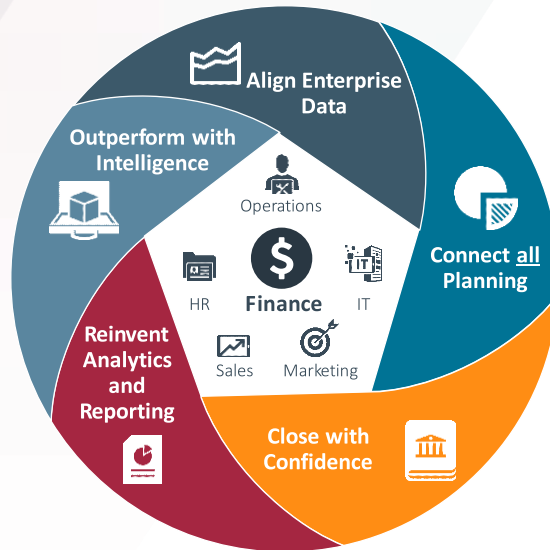 Align Enterprise
Data
Outperform with
Intelligence
Connect all
Planning
Operations
$
IT
HR
Finance
IT
Sales
Marketing
Reinvent
Analytics
and
Reporting
Close with
Confidence